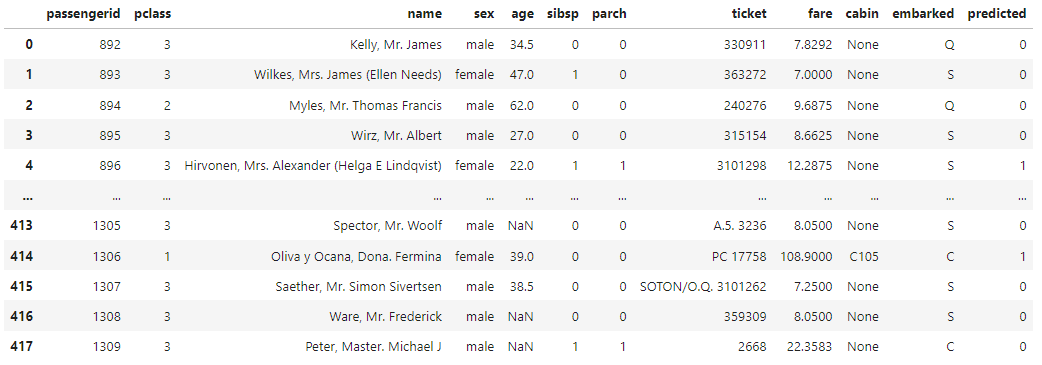 passengerid pclass name sex age sibsp parch ticket fare cabin embarked predicted
0 892 3 Kelly, Mr. James male 34.5 0 0 330911 7.8292 None Q 0
1 893 3 Wilkes, Mrs. James (Ellen Needs) female 47.0 1 0 363272 7.0000 None S 0
2 894 2 Myles, Mr. Thomas Francis male 62.0 0 0 240276 9.6875 None Q 0
3 895 3 Wirz, Mr. Albert male 27.0 0 0 315154 8.6625 None S 0
4 896 3 Hirvonen, Mrs. Alexander (Helga E Lindqvist) female 22.0 1 1 3101298 12.2875 None S 1
... ... ... ... ... ... ... ... ... ... ... ... ...
413 1305 3 Spector, Mr. Woolf male NaN 0 0 A.5. 3236 8.0500 None S 0
414 1306 1 Oliva y Ocana, Dona. Fermina female 39.0 0 0 PC 17758 108.9000 C105 C 1
415 1307 3 Saether, Mr. Simon Sivertsen male 38.5 0 0 SOTON/O.Q. 3101262 7.2500 None S 0
416 1308 3 Ware, Mr. Frederick male NaN 0 0 359309 8.0500 None S 0
417 1309 3 Peter, Master. Michael J male NaN 1 1 2668 22.3583 None C 0